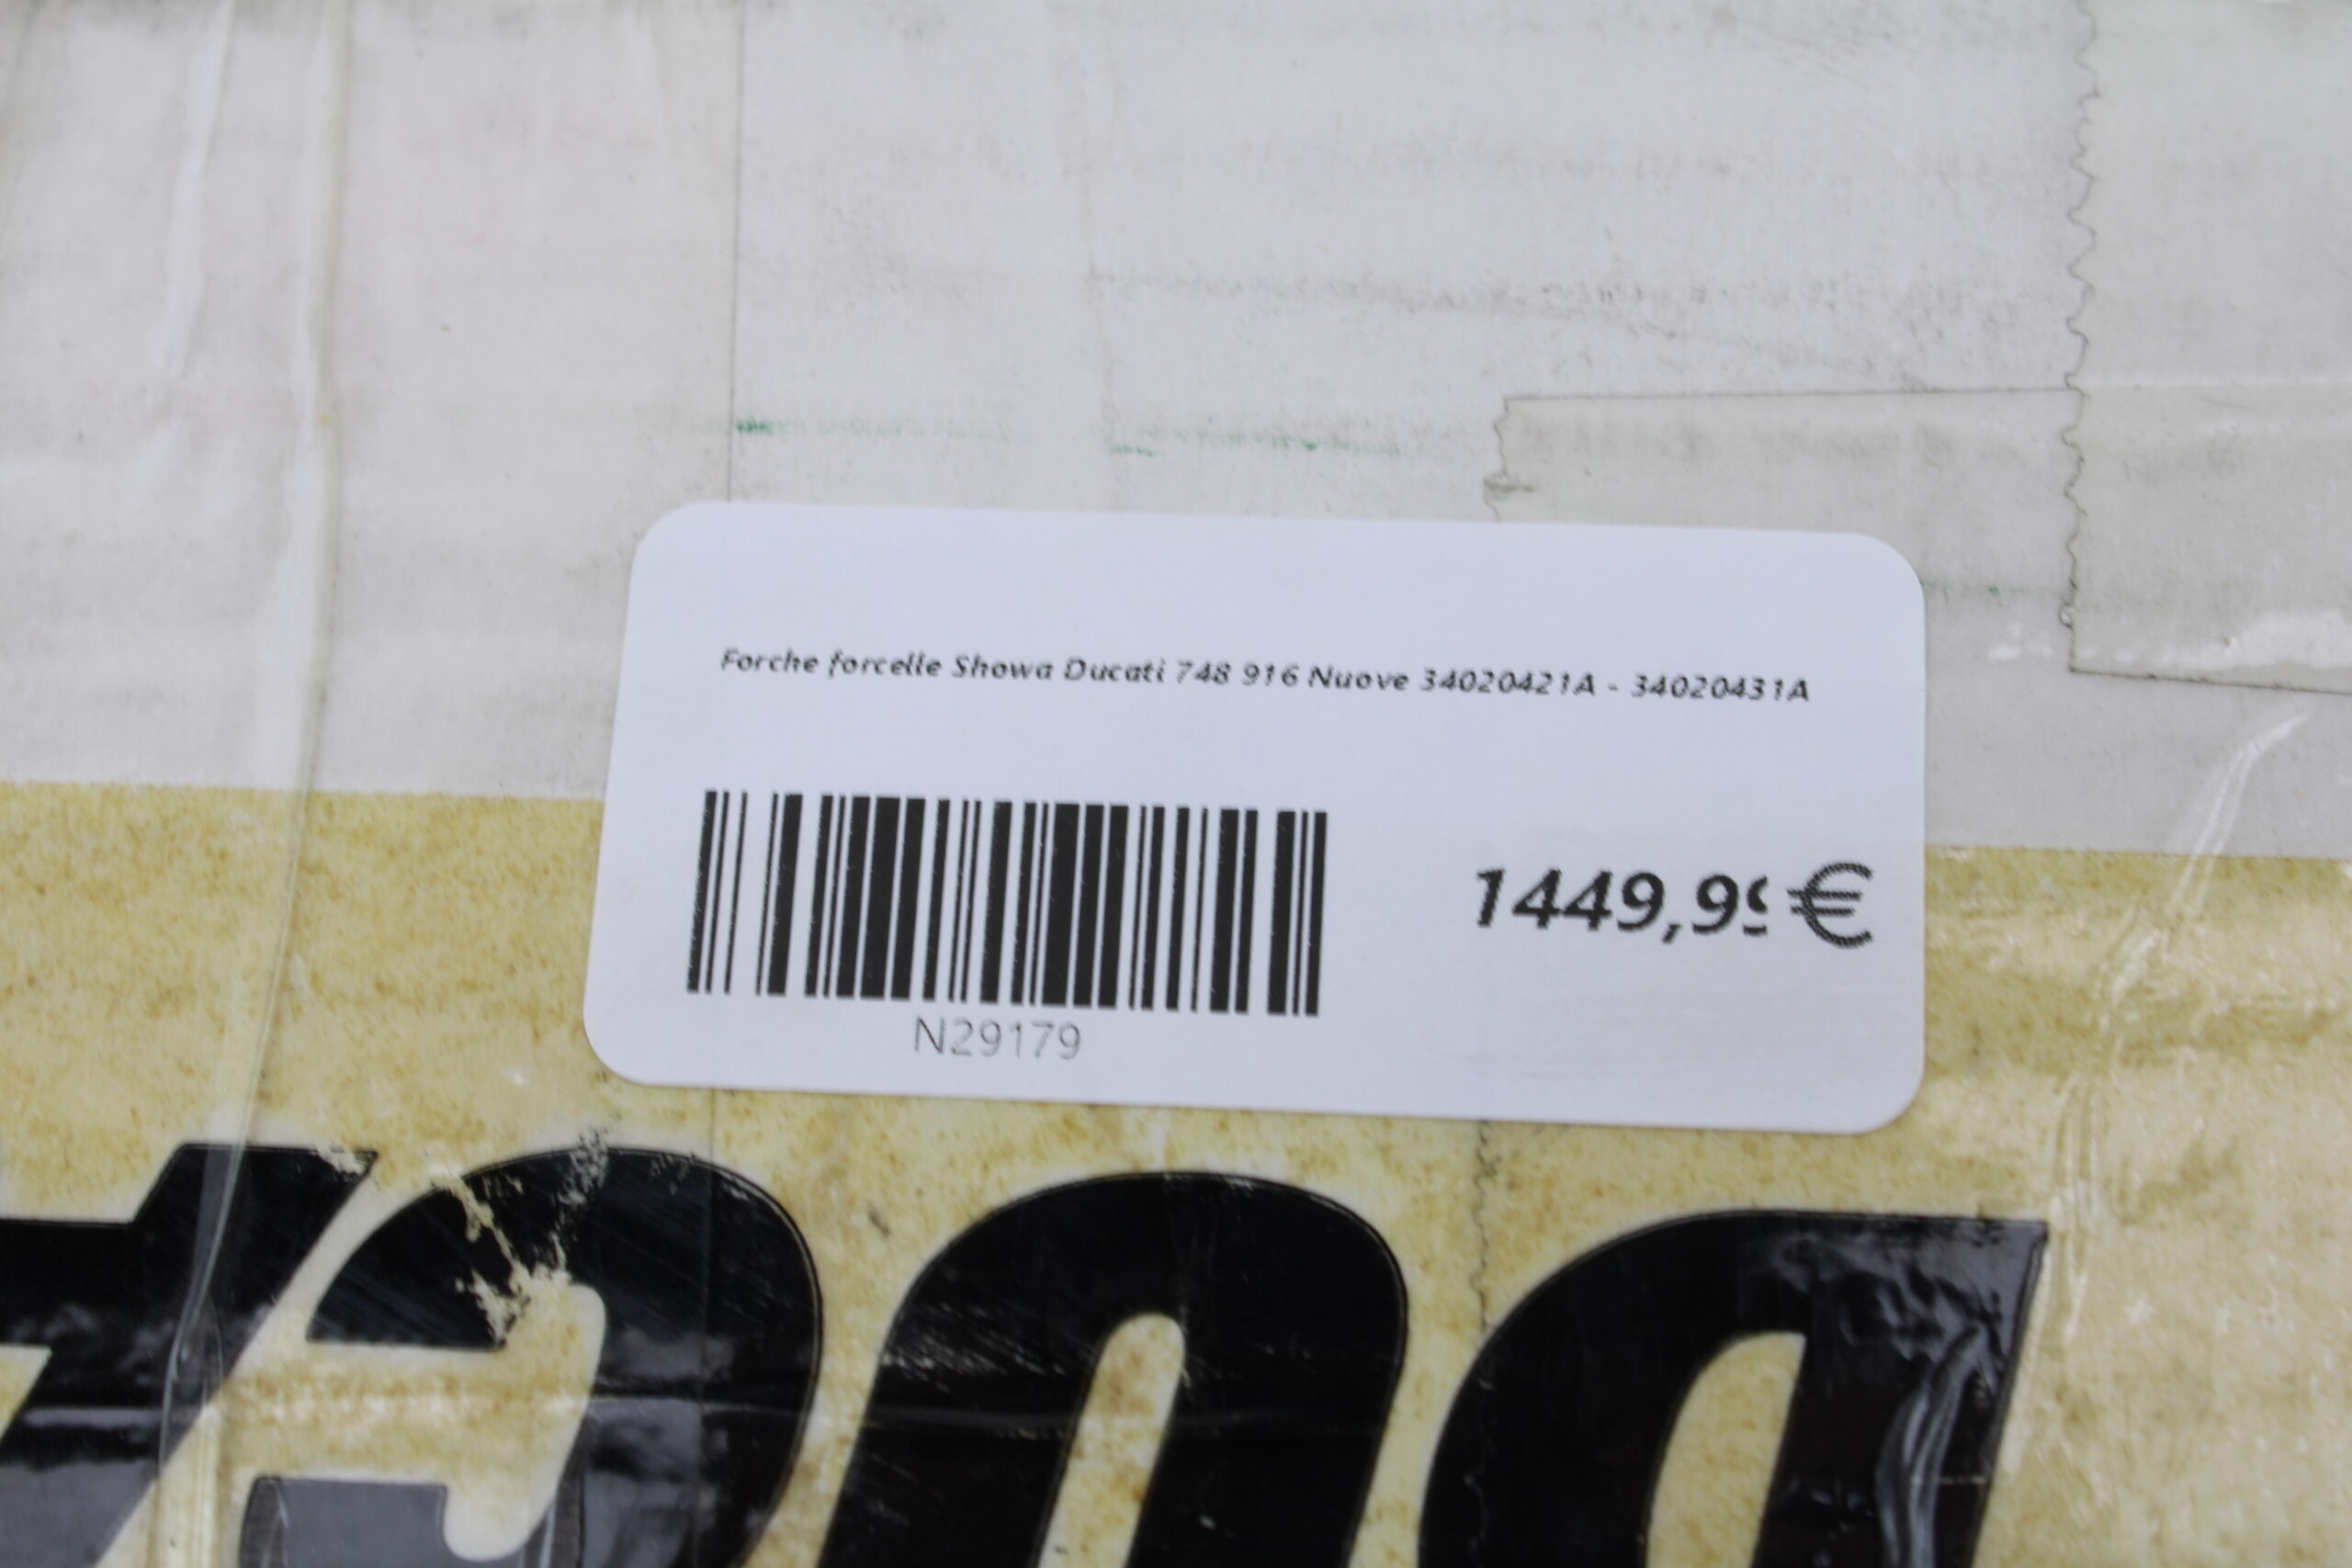 Forche forcelle Showa Ducati 748 916 Nuove 34020421A - 34020431A
1449,99 €
N29179